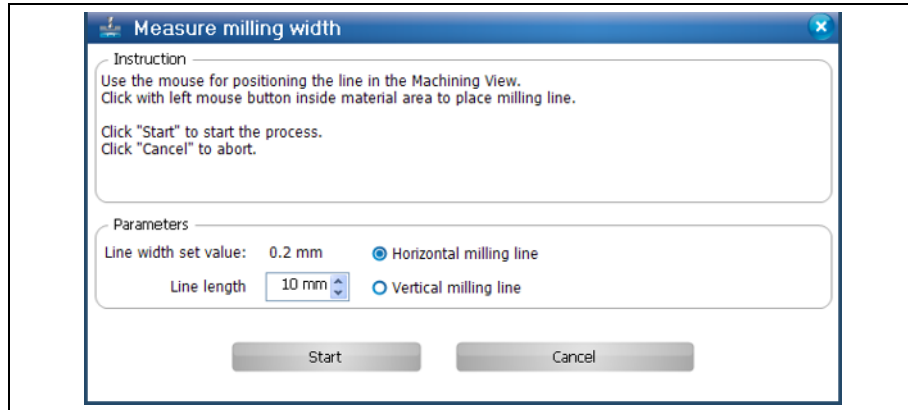 Measure milling width
Instruction
Use the mouse for positioning the line in the Machining View.
Click with left mouse button inside material area to place milling line.
Click "Start" to start the process.
Click "Cancel" to abort.
Parameters
Line width set value: 0.2 mm Horizontal milling line
Line length 10 mm Vertical milling line
Start Cancel